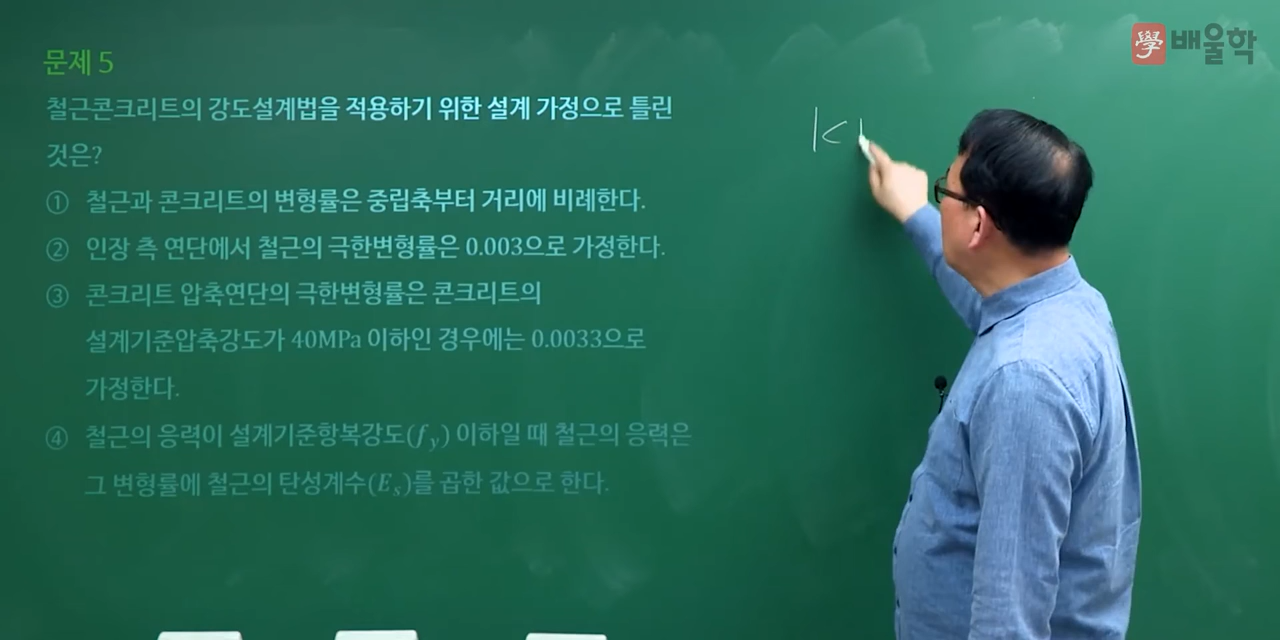 學 배울학
문제 5
철근콘크리트의 강도설계법을 적용하기 위한 설계 가정으로 틀린
것은?
① 철근과 콘크리트의 변형률은 중립축부터 거리에 비례한다.
② 인장 측 연단에서 철근의 극한변형률은 0.003으로 가정한다.
③ 콘크리트 압축연단의 극한변형률은 콘크리트의
설계기준압축강도가 40MPa 이하인 경우에는 0.0033으로
가정한다.
④ 철근의 응력이 설계기준항복강도(f_y) 이하일 때 철근의 응력은
그 변형률에 철근의 탄성계수(E_s)를 곱한 값으로 한다.
K